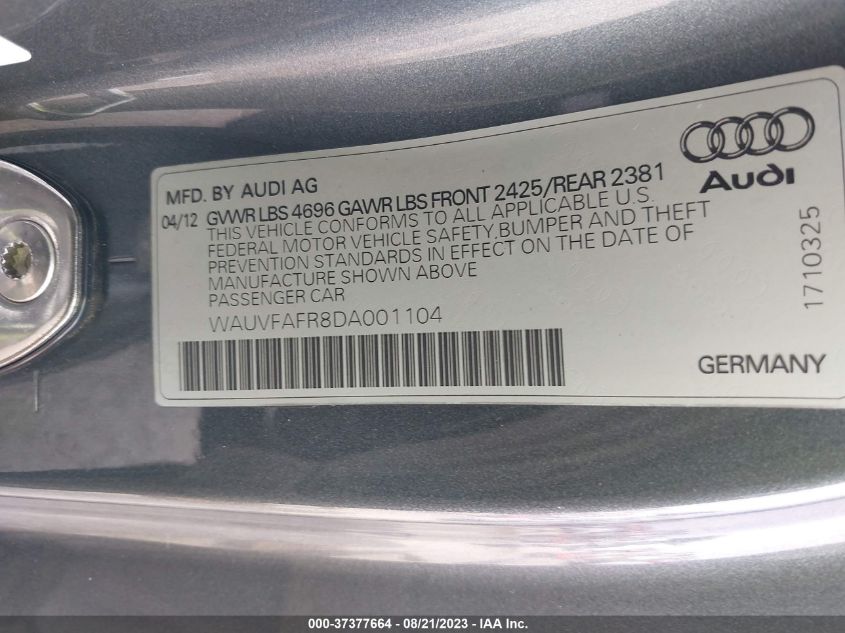 MFD. BY AUDI AG
04/12 GVWR LBS 4696 GAWR LBS FRONT 2425/REAR 2381
THIS VEHICLE CONFORMS TO ALL APPLICABLE U.S.
FEDERAL MOTOR VEHICLE SAFETY, BUMPER AND THEFT
PREVENTION STANDARDS IN EFFECT ON THE DATE OF
MANUFACTURE SHOWN ABOVE
PASSENGER CAR
WAUVFAFR8DA001104
Audi
1710325
GERMANY
000-37377664 - 08/21/2023 - IAA Inc.